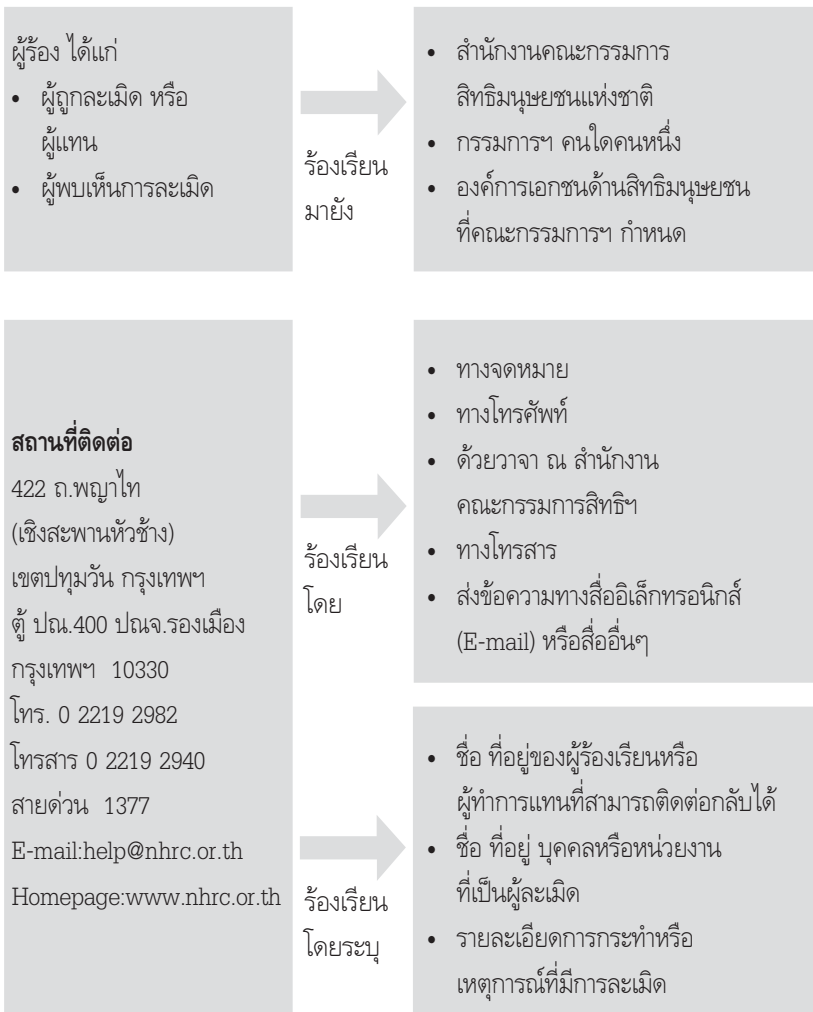 ผู้ร้อง ได้แก่
• ผู้ถูกละเมิด หรือ
ผู้แทน
• ผู้พบเห็นการละเมิด
ร้องเรียน
มายัง
• สำนักงานคณะกรรมการ
สิทธิมนุษยชนแห่งชาติ
• กรรมการฯ คนใดคนหนึ่ง
• องค์การเอกชนด้านสิทธิมนุษยชน
ที่คณะกรรมการฯ กำหนด
สถานที่ติดต่อ
422 ถ.พญาไท
(เชิงสะพานหัวช้าง)
เขตปทุมวัน กรุงเทพฯ
ตู้ ปณ.400 ปณจ.รองเมือง
กรุงเทพฯ 10330
โทร. 0 2219 2982
โทรสาร 0 2219 2940
สายด่วน 1377
E-mail:help@nhrc.or.th
Homepage:www.nhrc.or.th
ร้องเรียน
โดย
• ทางจดหมาย
• ทางโทรศัพท์
• ด้วยวาจา ณ สำนักงาน
คณะกรรมการสิทธิฯ
• ทางโทรสาร
• ส่งข้อความทางสื่ออิเล็กทรอนิกส์
(E-mail) หรือสื่ออื่นๆ
ร้องเรียน
โดยระบุ
• ชื่อ ที่อยู่ของผู้ร้องเรียนหรือ
ผู้ทำการแทนที่สามารถติดต่อกลับได้
• ชื่อ ที่อยู่ บุคคลหรือหน่วยงาน
ที่เป็นผู้ละเมิด
• รายละเอียดการกระทำหรือ
เหตุการณ์ที่มีการละเมิด